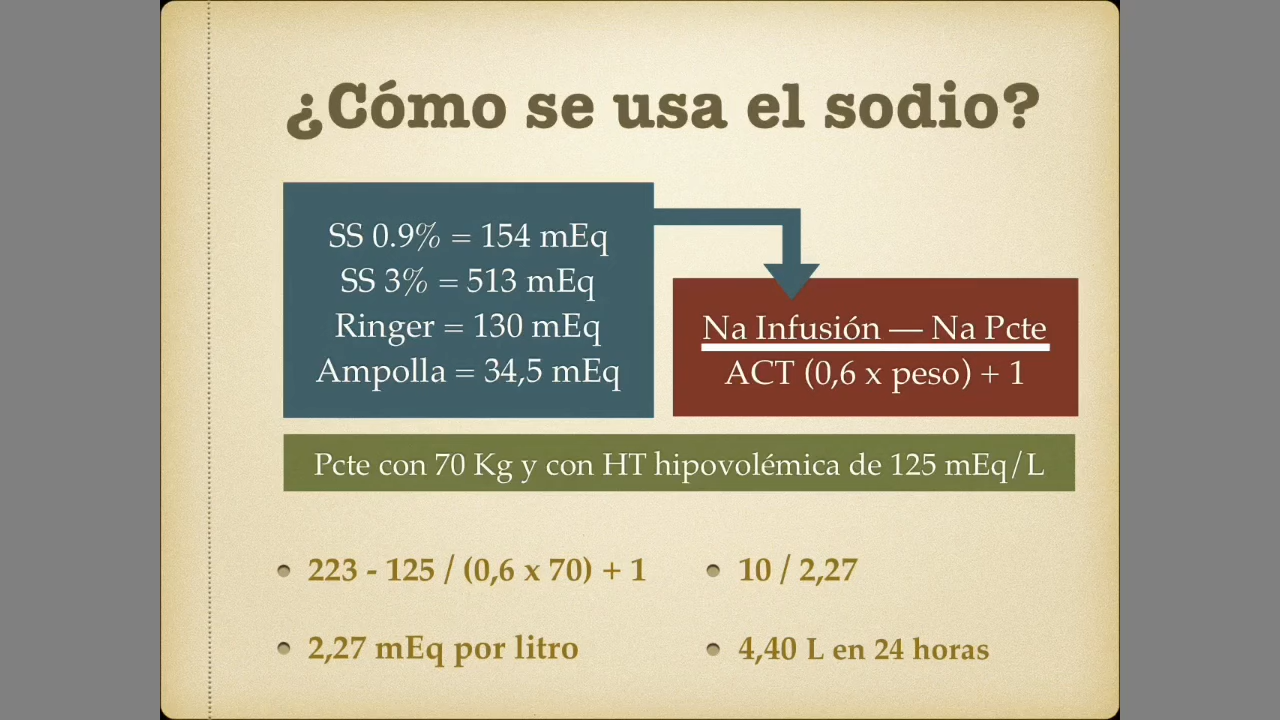 ¿Cómo se usa el sodio?
SS 0.9% = 154 mEq
SS 3% = 513 mEq
Ringer = 130 mEq
Ampolla = 34,5 mEq
Na Infusión — Na Pcte
ACT (0,6 x peso) + 1
Pcte con 70 Kg y con HT hipovolémica de 125 mEq/L
223 - 125 / (0,6 x 70) + 1
2,27 mEq por litro
10 / 2,27
4,40 L en 24 horas